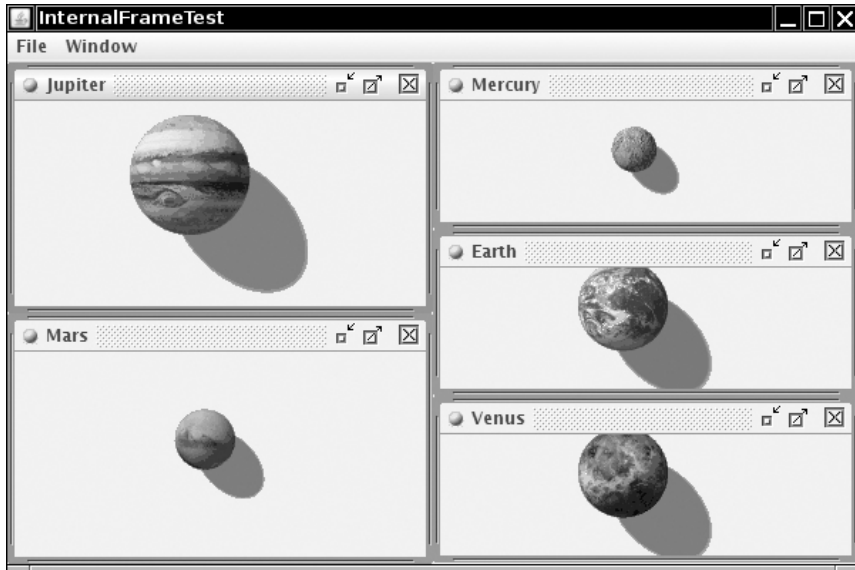 InternalFrameTest
File Window
Jupiter
Mercury
Earth
Mars
Venus